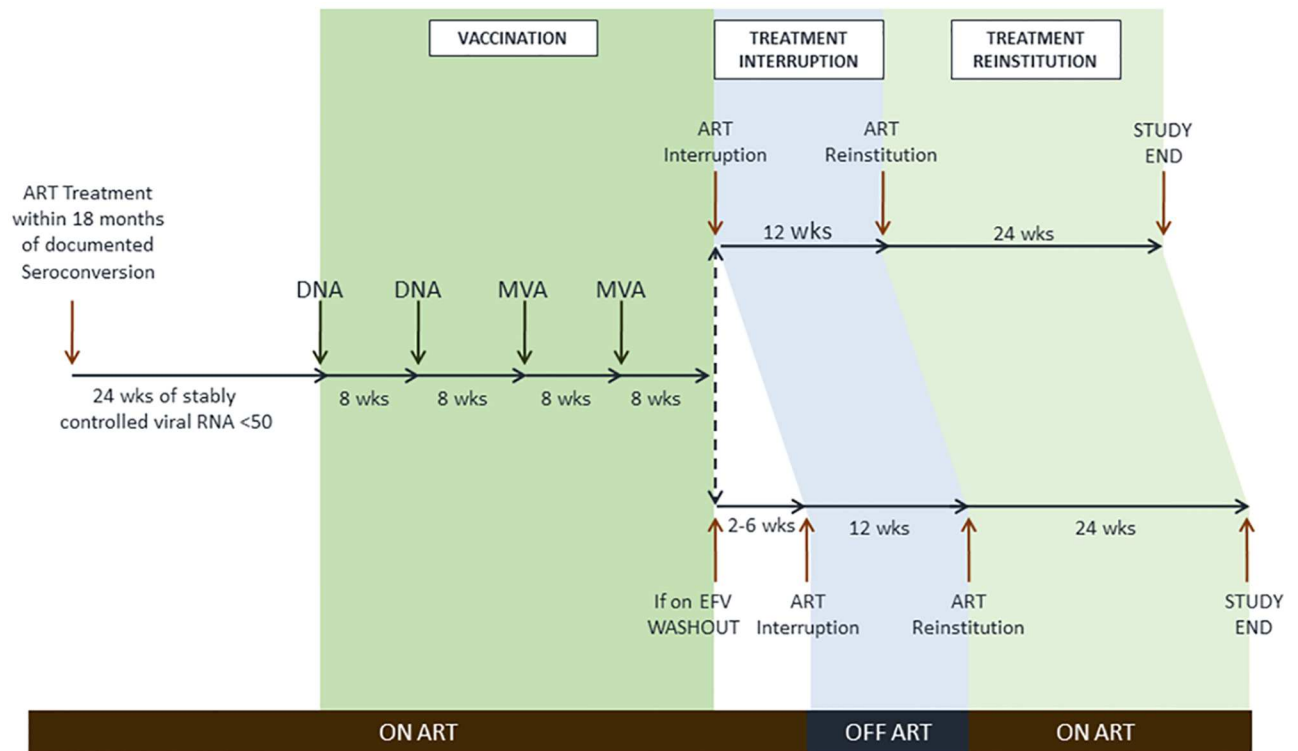 VACCINATION
TREATMENT
INTERRUPTION
TREATMENT
REINSTITUTION
ART
Interruption
ART
Reinstitution
STUDY
END
ART Treatment
within 18 months
of documented
Seroconversion
12 wks
24 wks
DNA
DNA
MVA
MVA
24 wks of stably
controlled viral RNA <50
8 wks
8 wks
8 wks
8 wks
2-6 wks
12 wks
24 wks
If on EFV
WASHOUT
ART
Interruption
ART
Reinstitution
STUDY
END
ON ART
OFF ART
ON ART